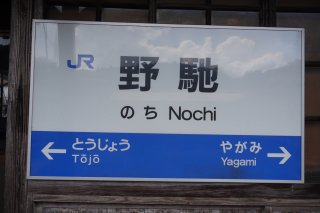 JR
野馳
のち Nochi
← とうじょう やがみ →
Tōjō Yagami